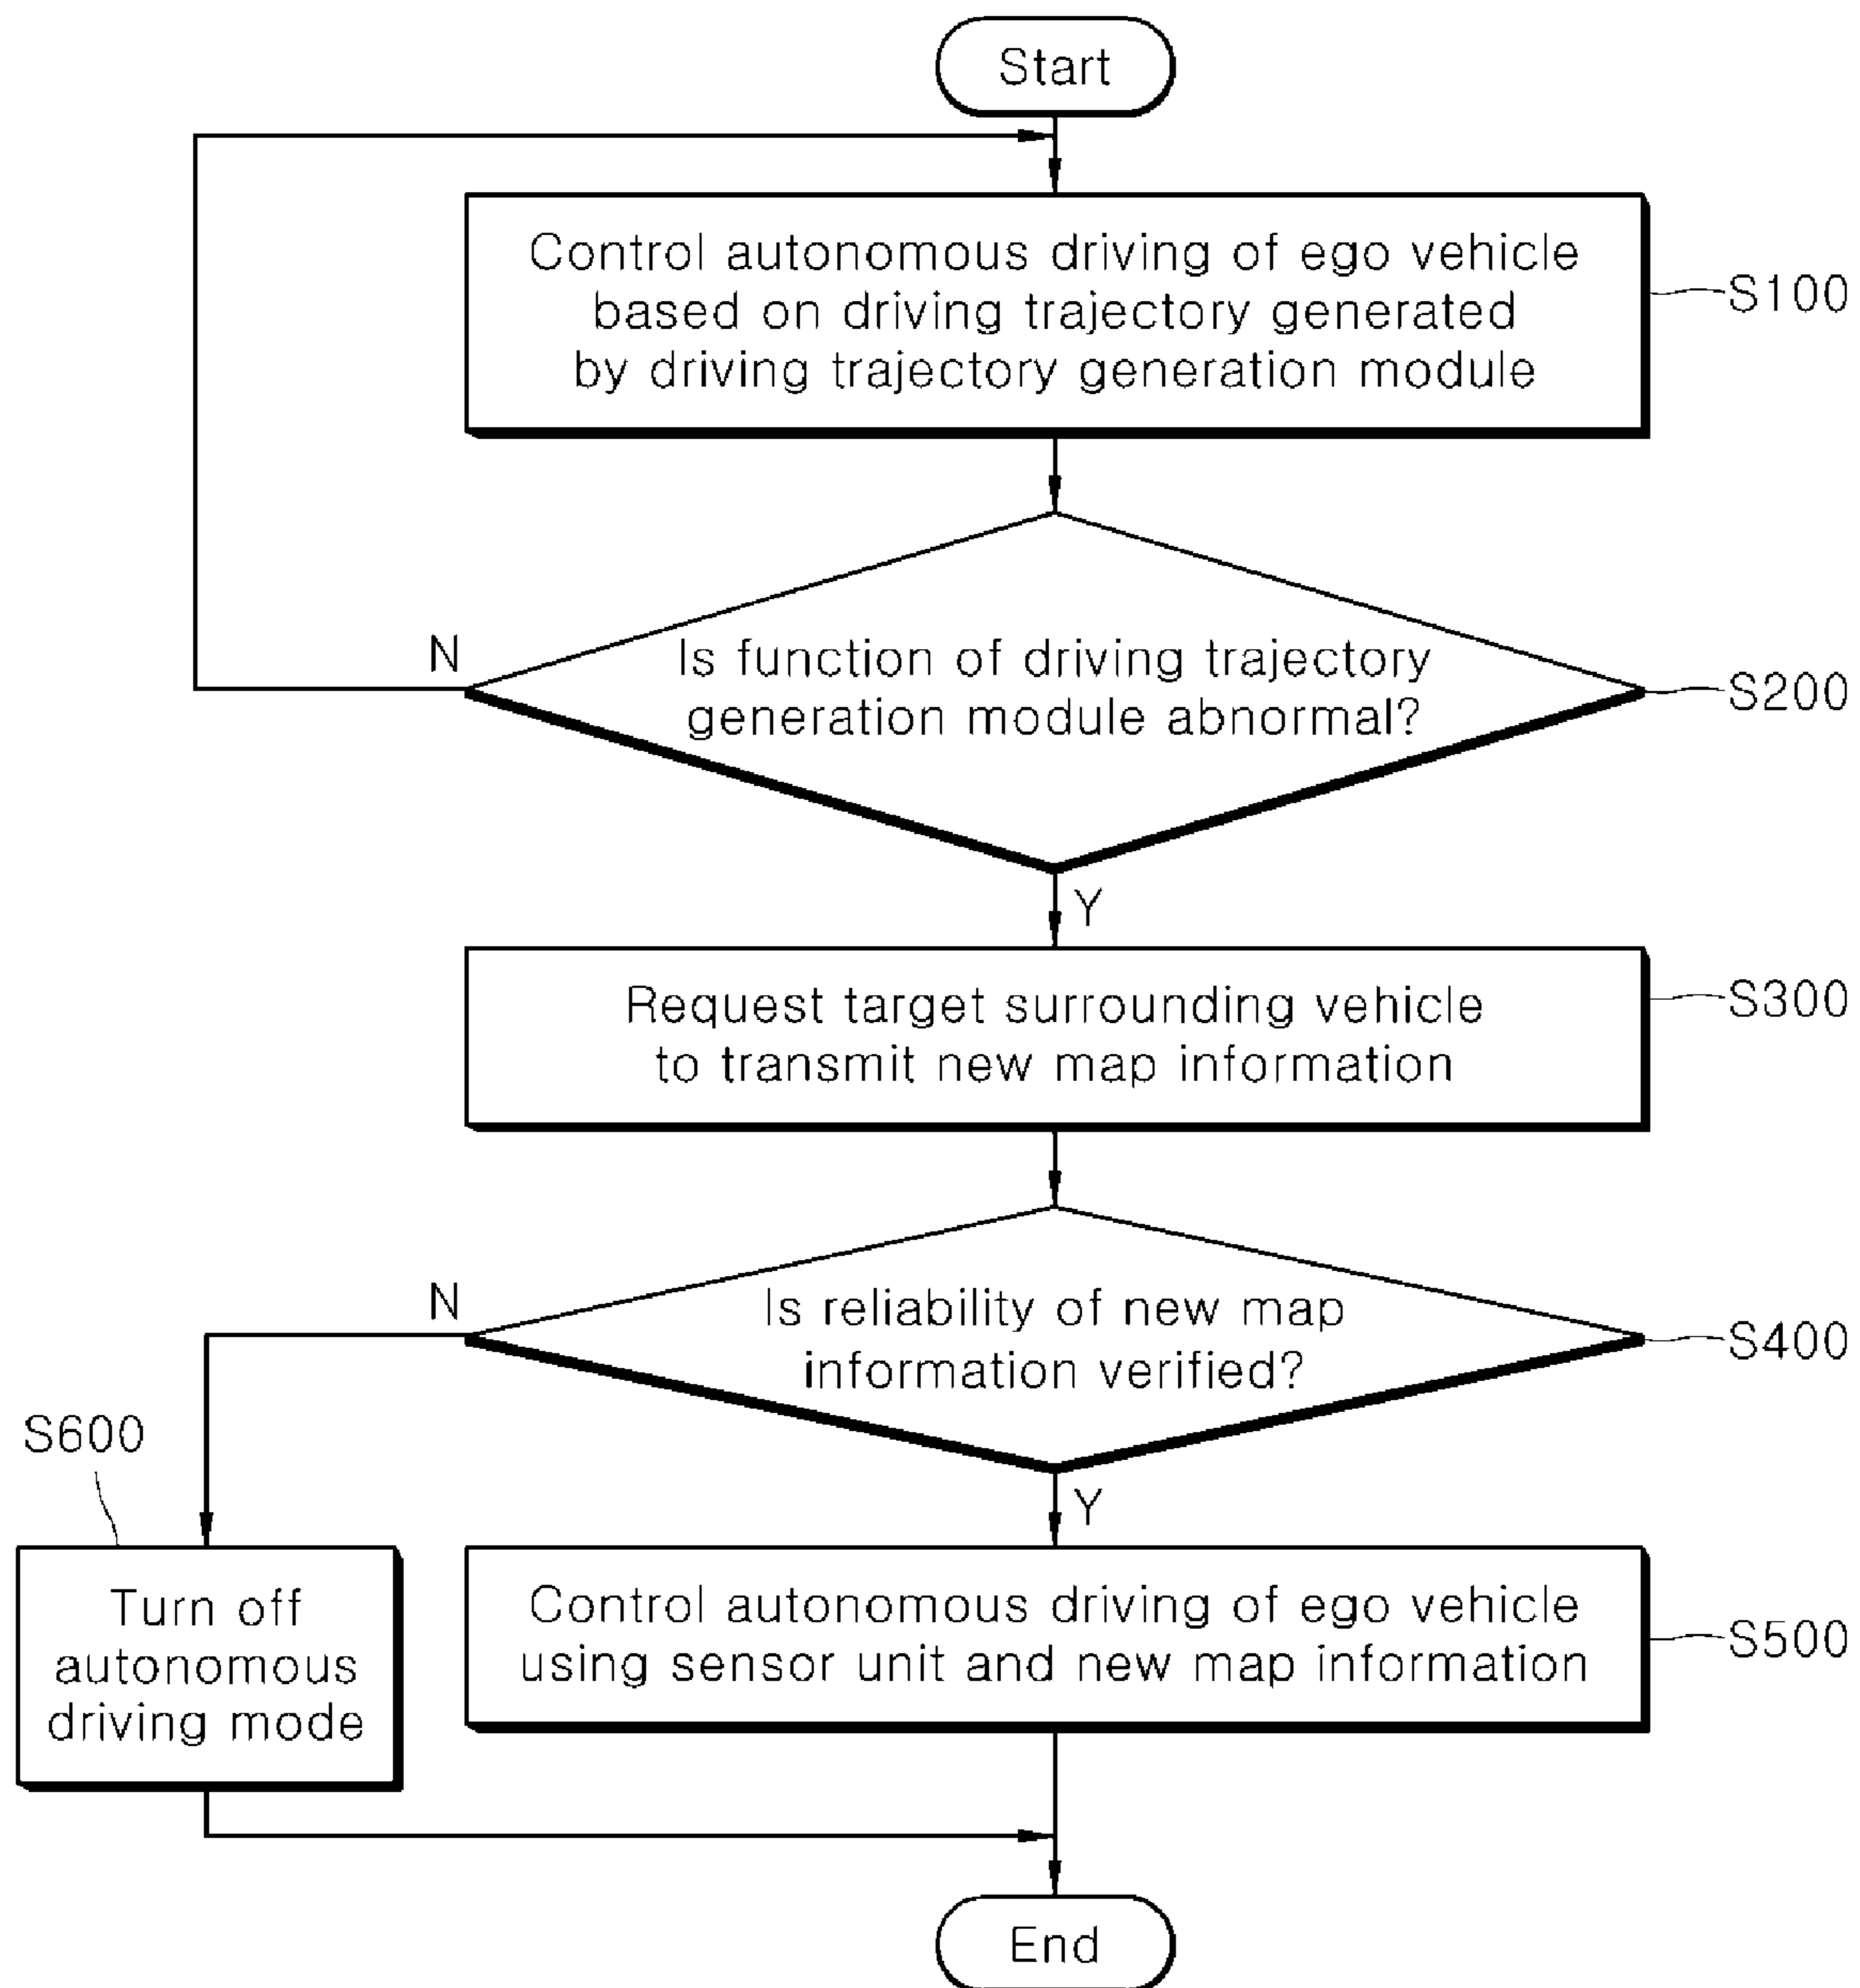 Start
Control autonomous driving of ego vehicle
based on driving trajectory generated
by driving trajectory generation module
S100
N
Is function of driving trajectory
generation module abnormal?
S200
Y
Request target surrounding vehicle
to transmit new map information
S300
N
Is reliability of new map
information verified?
S400
Y
S600
Turn off
autonomous
driving mode
Control autonomous driving of ego vehicle
using sensor unit and new map information
S500
End